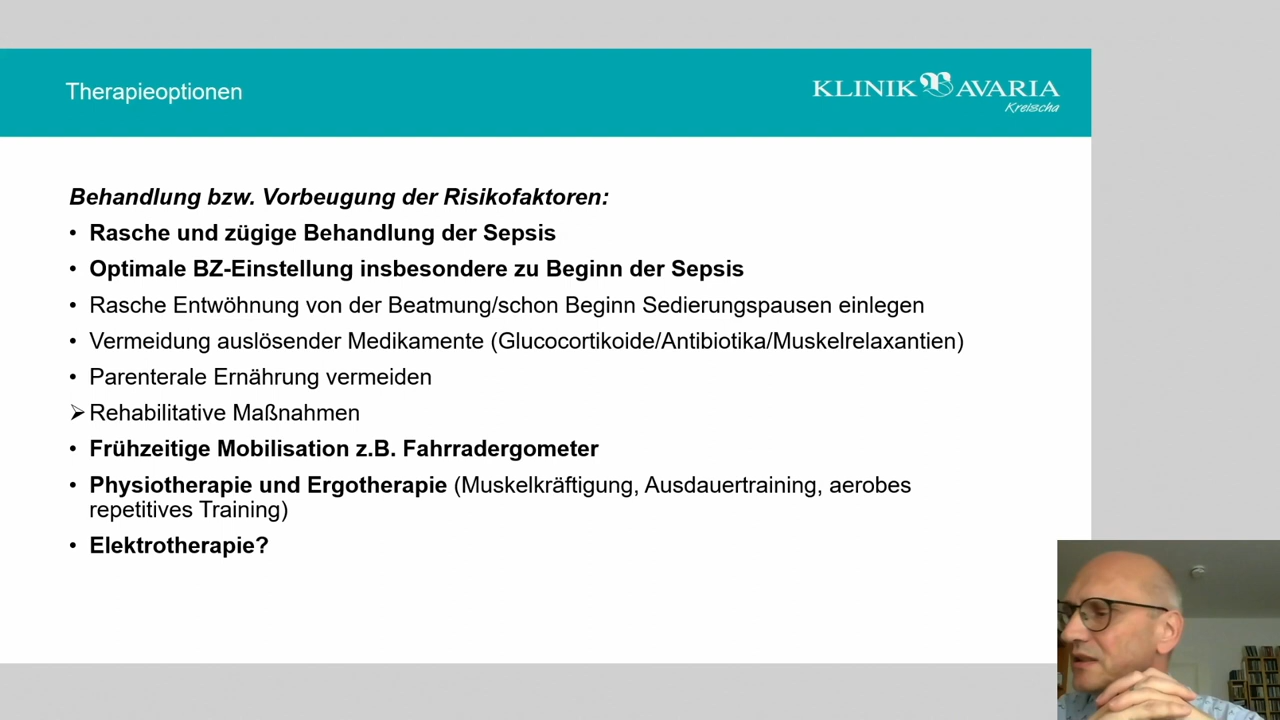 Therapieoptionen
KLINIK BAVARIA
Kreischa
Behandlung bzw. Vorbeugung der Risikofaktoren:
• Rasche und zügige Behandlung der Sepsis
• Optimale BZ-Einstellung insbesondere zu Beginn der Sepsis
• Rasche Entwöhnung von der Beatmung/schon Beginn Sedierungspausen einlegen
• Vermeidung auslösender Medikamente (Glucocortikoide/Antibiotika/Muskelrelaxantien)
• Parenterale Ernährung vermeiden
➢ Rehabilitative Maßnahmen
• Frühzeitige Mobilisation z.B. Fahrradergometer
• Physiotherapie und Ergotherapie (Muskelkräftigung, Ausdauertraining, aerobes
repetitives Training)
• Elektrotherapie?